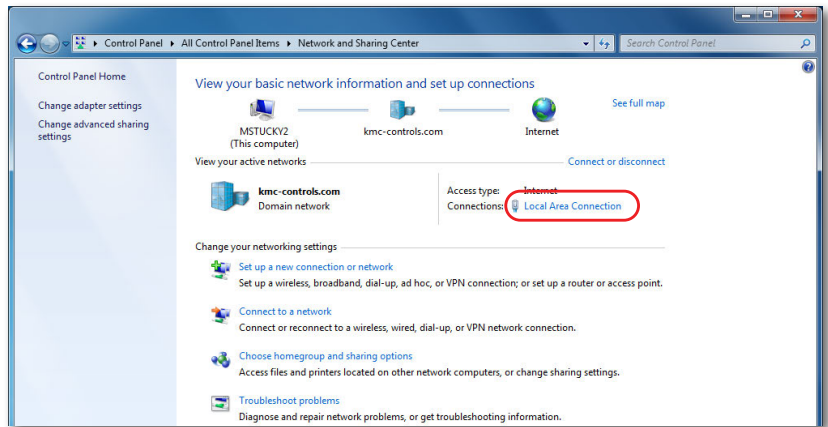 Control Panel ▸ All Control Panel Items ▸ Network and Sharing Center
Search Control Panel
Control Panel Home
Change adapter settings
Change advanced sharing
settings
View your basic network information and set up connections
See full map
MSTUCKY2
(This computer)
kmc-controls.com
Internet
View your active networks
Connect or disconnect
kmc-controls.com
Domain network
Access type: Internet
Connections: Local Area Connection
Change your networking settings
Set up a new connection or network
Set up a wireless, broadband, dial-up, ad hoc, or VPN connection; or set up a router or access point.
Connect to a network
Connect or reconnect to a wireless, wired, dial-up, or VPN network connection.
Choose homegroup and sharing options
Access files and printers located on other network computers, or change sharing settings.
Troubleshoot problems
Diagnose and repair network problems, or get troubleshooting information.